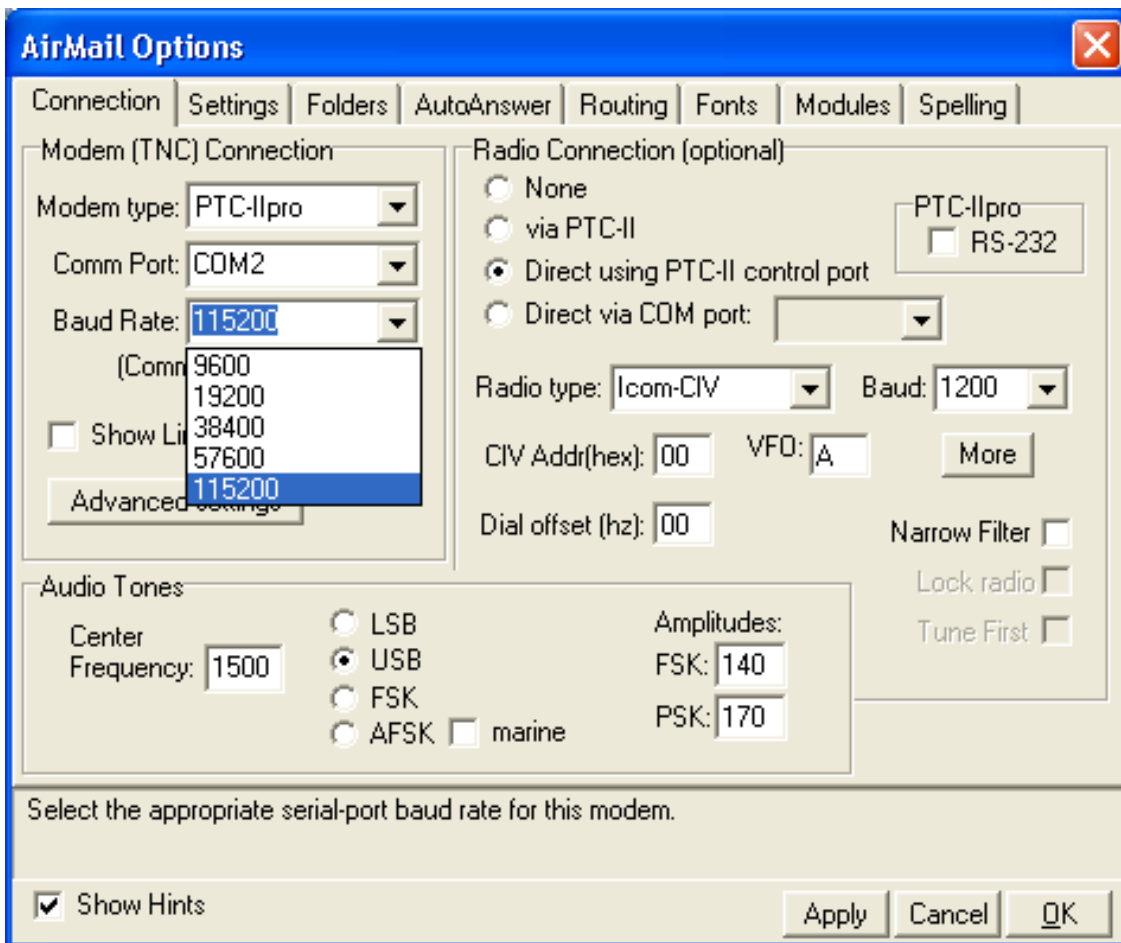 AirMail Options
Connection Settings Folders AutoAnswer Routing Fonts Modules Spelling
Modem (TNC) Connection
Modem type: PTC-IIpro
Comm Port: COM2
Baud Rate: 115200
(Comm
9600
19200
38400
57600
115200
Show Li
Advanced settings
Radio Connection (optional)
None
via PTC-II
Direct using PTC-II control port
Direct via COM port:
PTC-IIpro
RS-232
Radio type: Icom-CIV Baud: 1200
CIV Addr(hex): 00 VFO: A More
Dial offset (hz): 00
Narrow Filter
Lock radio
Tune First
Audio Tones
Center
Frequency: 1500
LSB
USB
FSK
AFSK marine
Amplitudes:
FSK: 140
PSK: 170
Select the appropriate serial-port baud rate for this modem.
Show Hints Apply Cancel OK